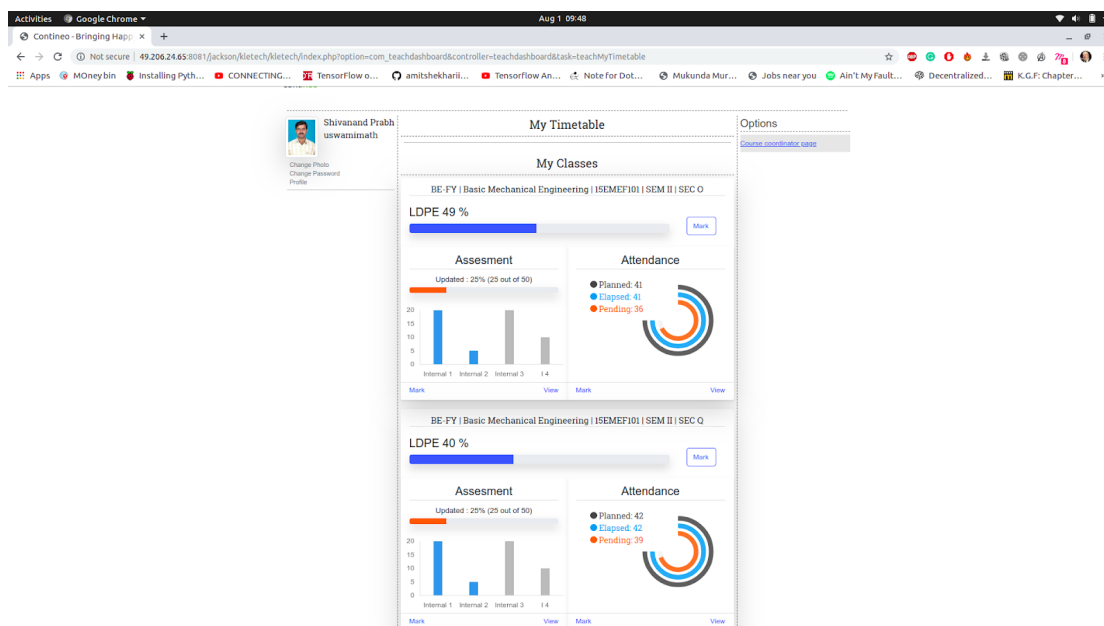 Activities Google Chrome Aug 1 09:48
Contineo - Bringing Happ
Not secure 49.206.24.65:8081/jackson/kletech/kletech/index.php?option=com_teachdashboard&controller=teachdashboard&task=teachMyTimetable
Apps MOney bin Installing Pyth... CONNECTING... TensorFlow o... amitshekharii... Tensorflow An... Note for Dot... Mukunda Mur... Jobs near you Ain't My Fault... Decentralized... K.G.F: Chapter...
Shivanand Prabh
uswamimath
Change Photo
Change Password
Profile
My Timetable
My Classes
Options
Course coordinator page
BE-FY | Basic Mechanical Engineering | 15EMEF101 | SEM II | SEC O
LDPE 49 %
Mark
Assesment
Updated : 25% (25 out of 50)
20
15
10
5
0
Internal 1 Internal 2 Internal 3 I 4
Mark View
Attendance
Planned: 41
Elapsed: 41
Pending: 36
Mark View
BE-FY | Basic Mechanical Engineering | 15EMEF101 | SEM II | SEC Q
LDPE 40 %
Mark
Assesment
Updated : 25% (25 out of 50)
20
15
10
5
0
Internal 1 Internal 2 Internal 3 I 4
Mark View
Attendance
Planned: 42
Elapsed: 42
Pending: 39
Mark View